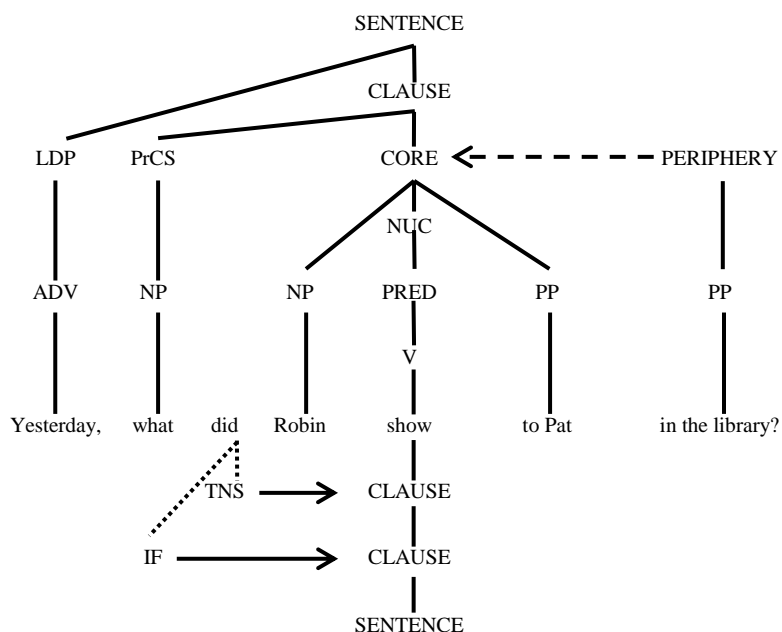 SENTENCE
CLAUSE
LDP PrCS CORE PERIPHERY
NUC
ADV NP NP PRED PP PP
V
Yesterday, what did Robin show to Pat in the library?
TNS CLAUSE
IF CLAUSE
SENTENCE